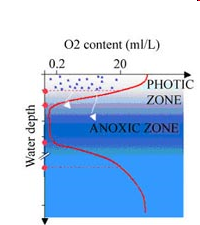 O2 content (ml/L)
0.2 20
PHOTIC
ZONE
ANOXIC ZONE
Water depth